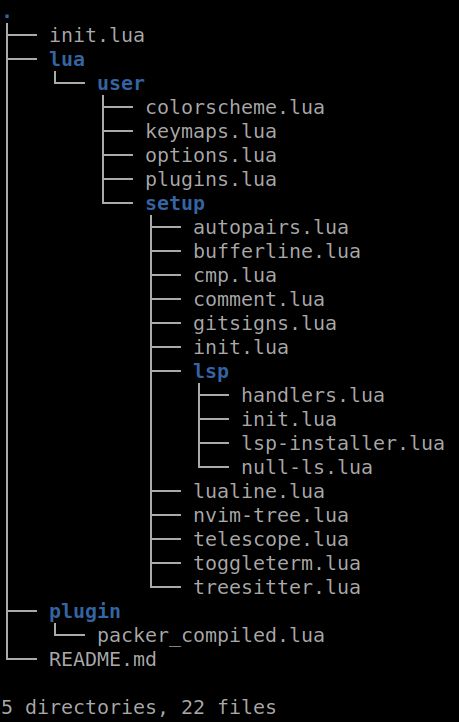 .
├── init.lua
├── lua
│   └── user
│       ├── colorscheme.lua
│       ├── keymaps.lua
│       ├── options.lua
│       ├── plugins.lua
│       └── setup
│           ├── autopairs.lua
│           ├── bufferline.lua
│           ├── cmp.lua
│           ├── comment.lua
│           ├── gitsigns.lua
│           ├── init.lua
│           ├── lsp
│           │   ├── handlers.lua
│           │   ├── init.lua
│           │   ├── lsp-installer.lua
│           │   └── null-ls.lua
│           ├── lualine.lua
│           ├── nvim-tree.lua
│           ├── telescope.lua
│           ├── toggleterm.lua
│           └── treesitter.lua
├── plugin
│   └── packer_compiled.lua
└── README.md
5 directories, 22 files